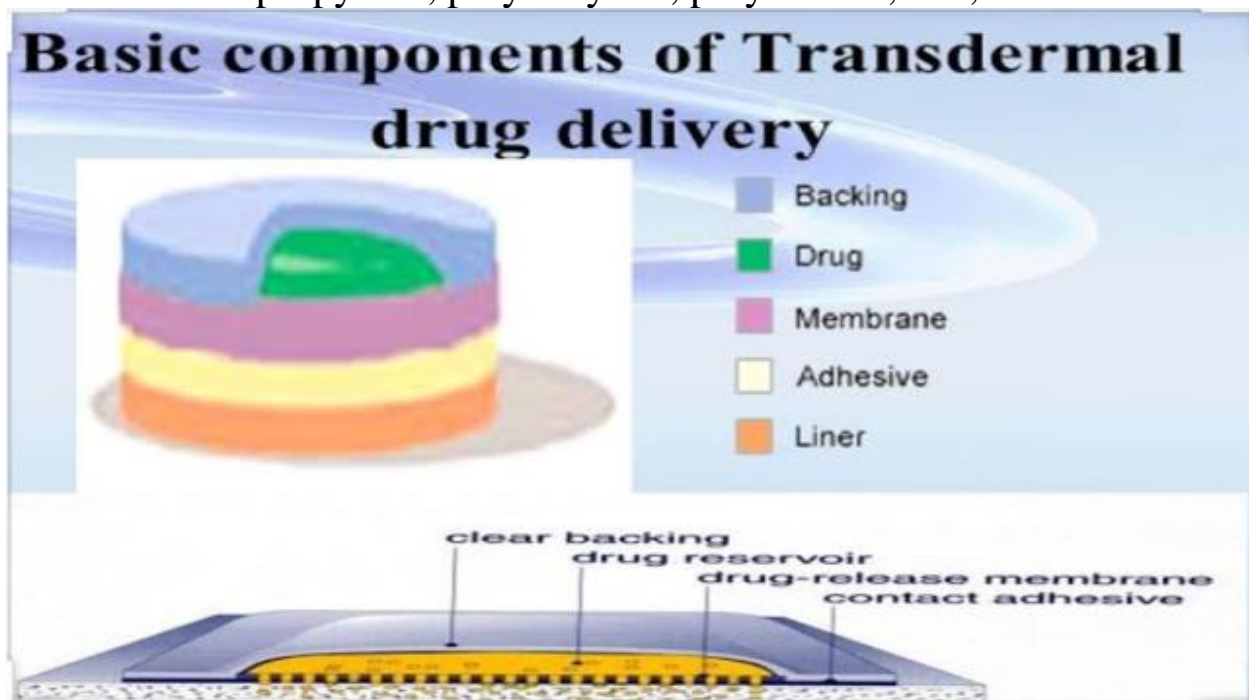 Basic components of Transdermal
drug delivery
Backing
Drug
Membrane
Adhesive
Liner
clear backing
drug reservoir
drug-release membrane
contact adhesive